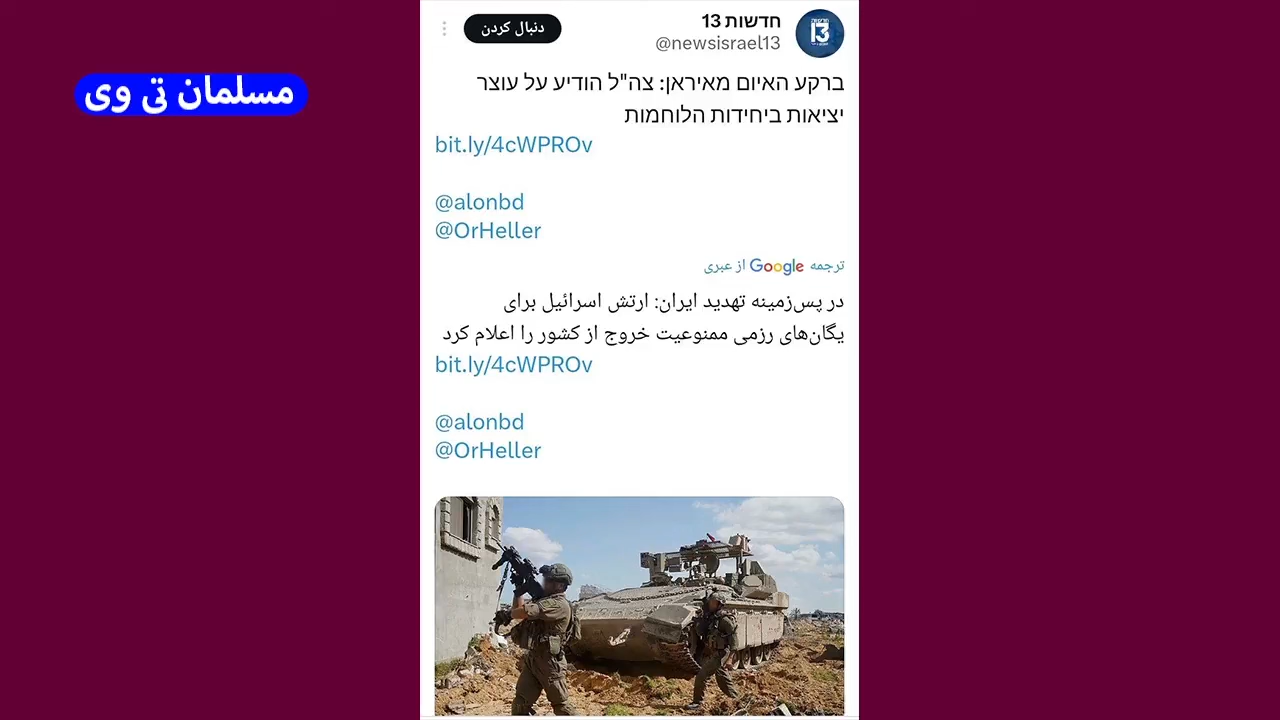 مسلمان تی وی
חדשות 13
@newsisrael13
دنبال کردن
ברקע האיום מאיראן: צה"ל הודיע על עוצר
יציאות ביחידות הלוחמות
bit.ly/4cWPROv
@alonbd
@OrHeller
ترجمه Google از عبری
در پس‌زمینه تهدید ایران: ارتش اسرائیل برای
یگان‌های رزمی ممنوعیت خروج از کشور را اعلام کرد
bit.ly/4cWPROv
@alonbd
@OrHeller